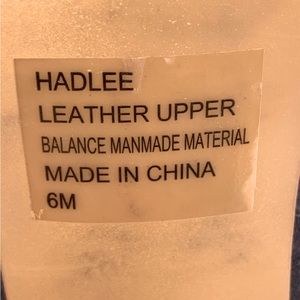 HADLEE
LEATHER UPPER
BALANCE MANMADE MATERIAL
MADE IN CHINA
6M